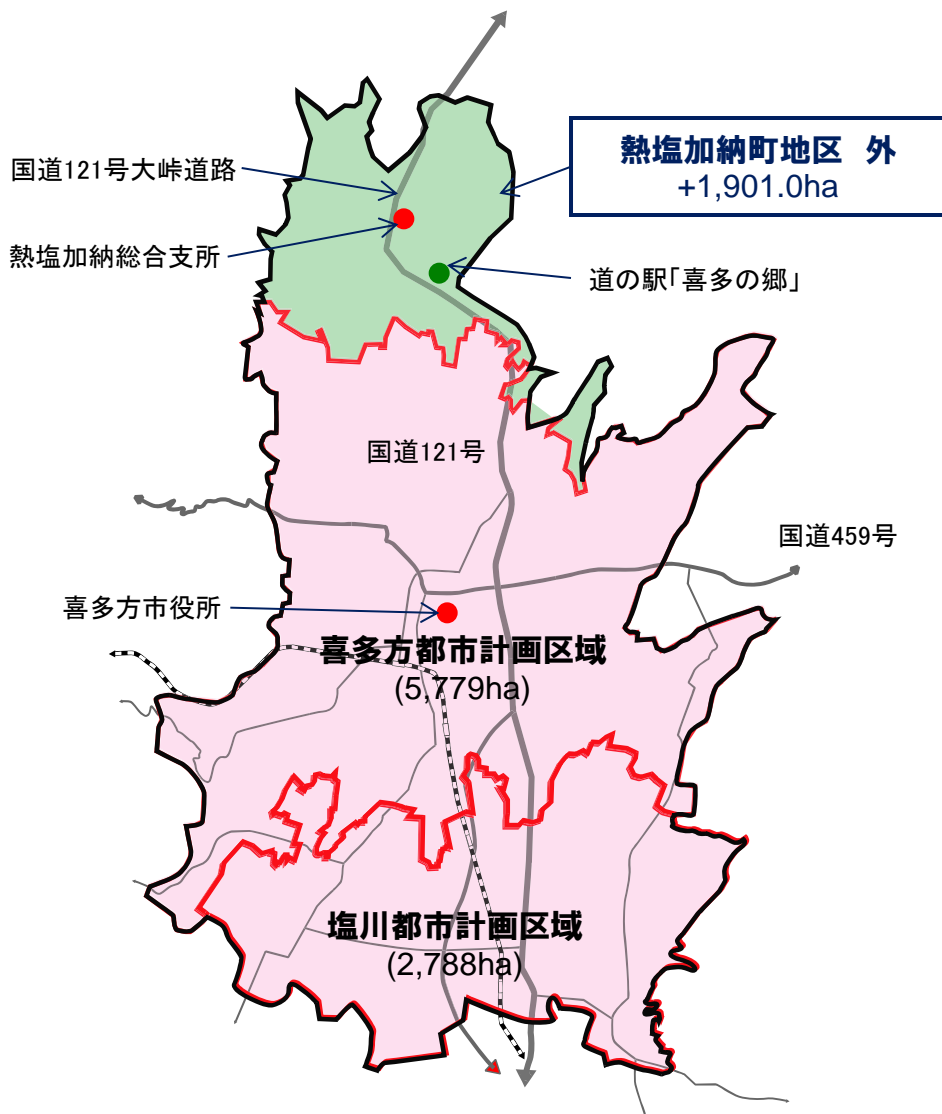 熱塩加納町地区 外
+1,901.0ha
国道121号大峠道路
熱塩加納総合支所
道の駅「喜多の郷」
国道121号
国道459号
喜多方市役所
喜多方都市計画区域
(5,779ha)
塩川都市計画区域
(2,788ha)